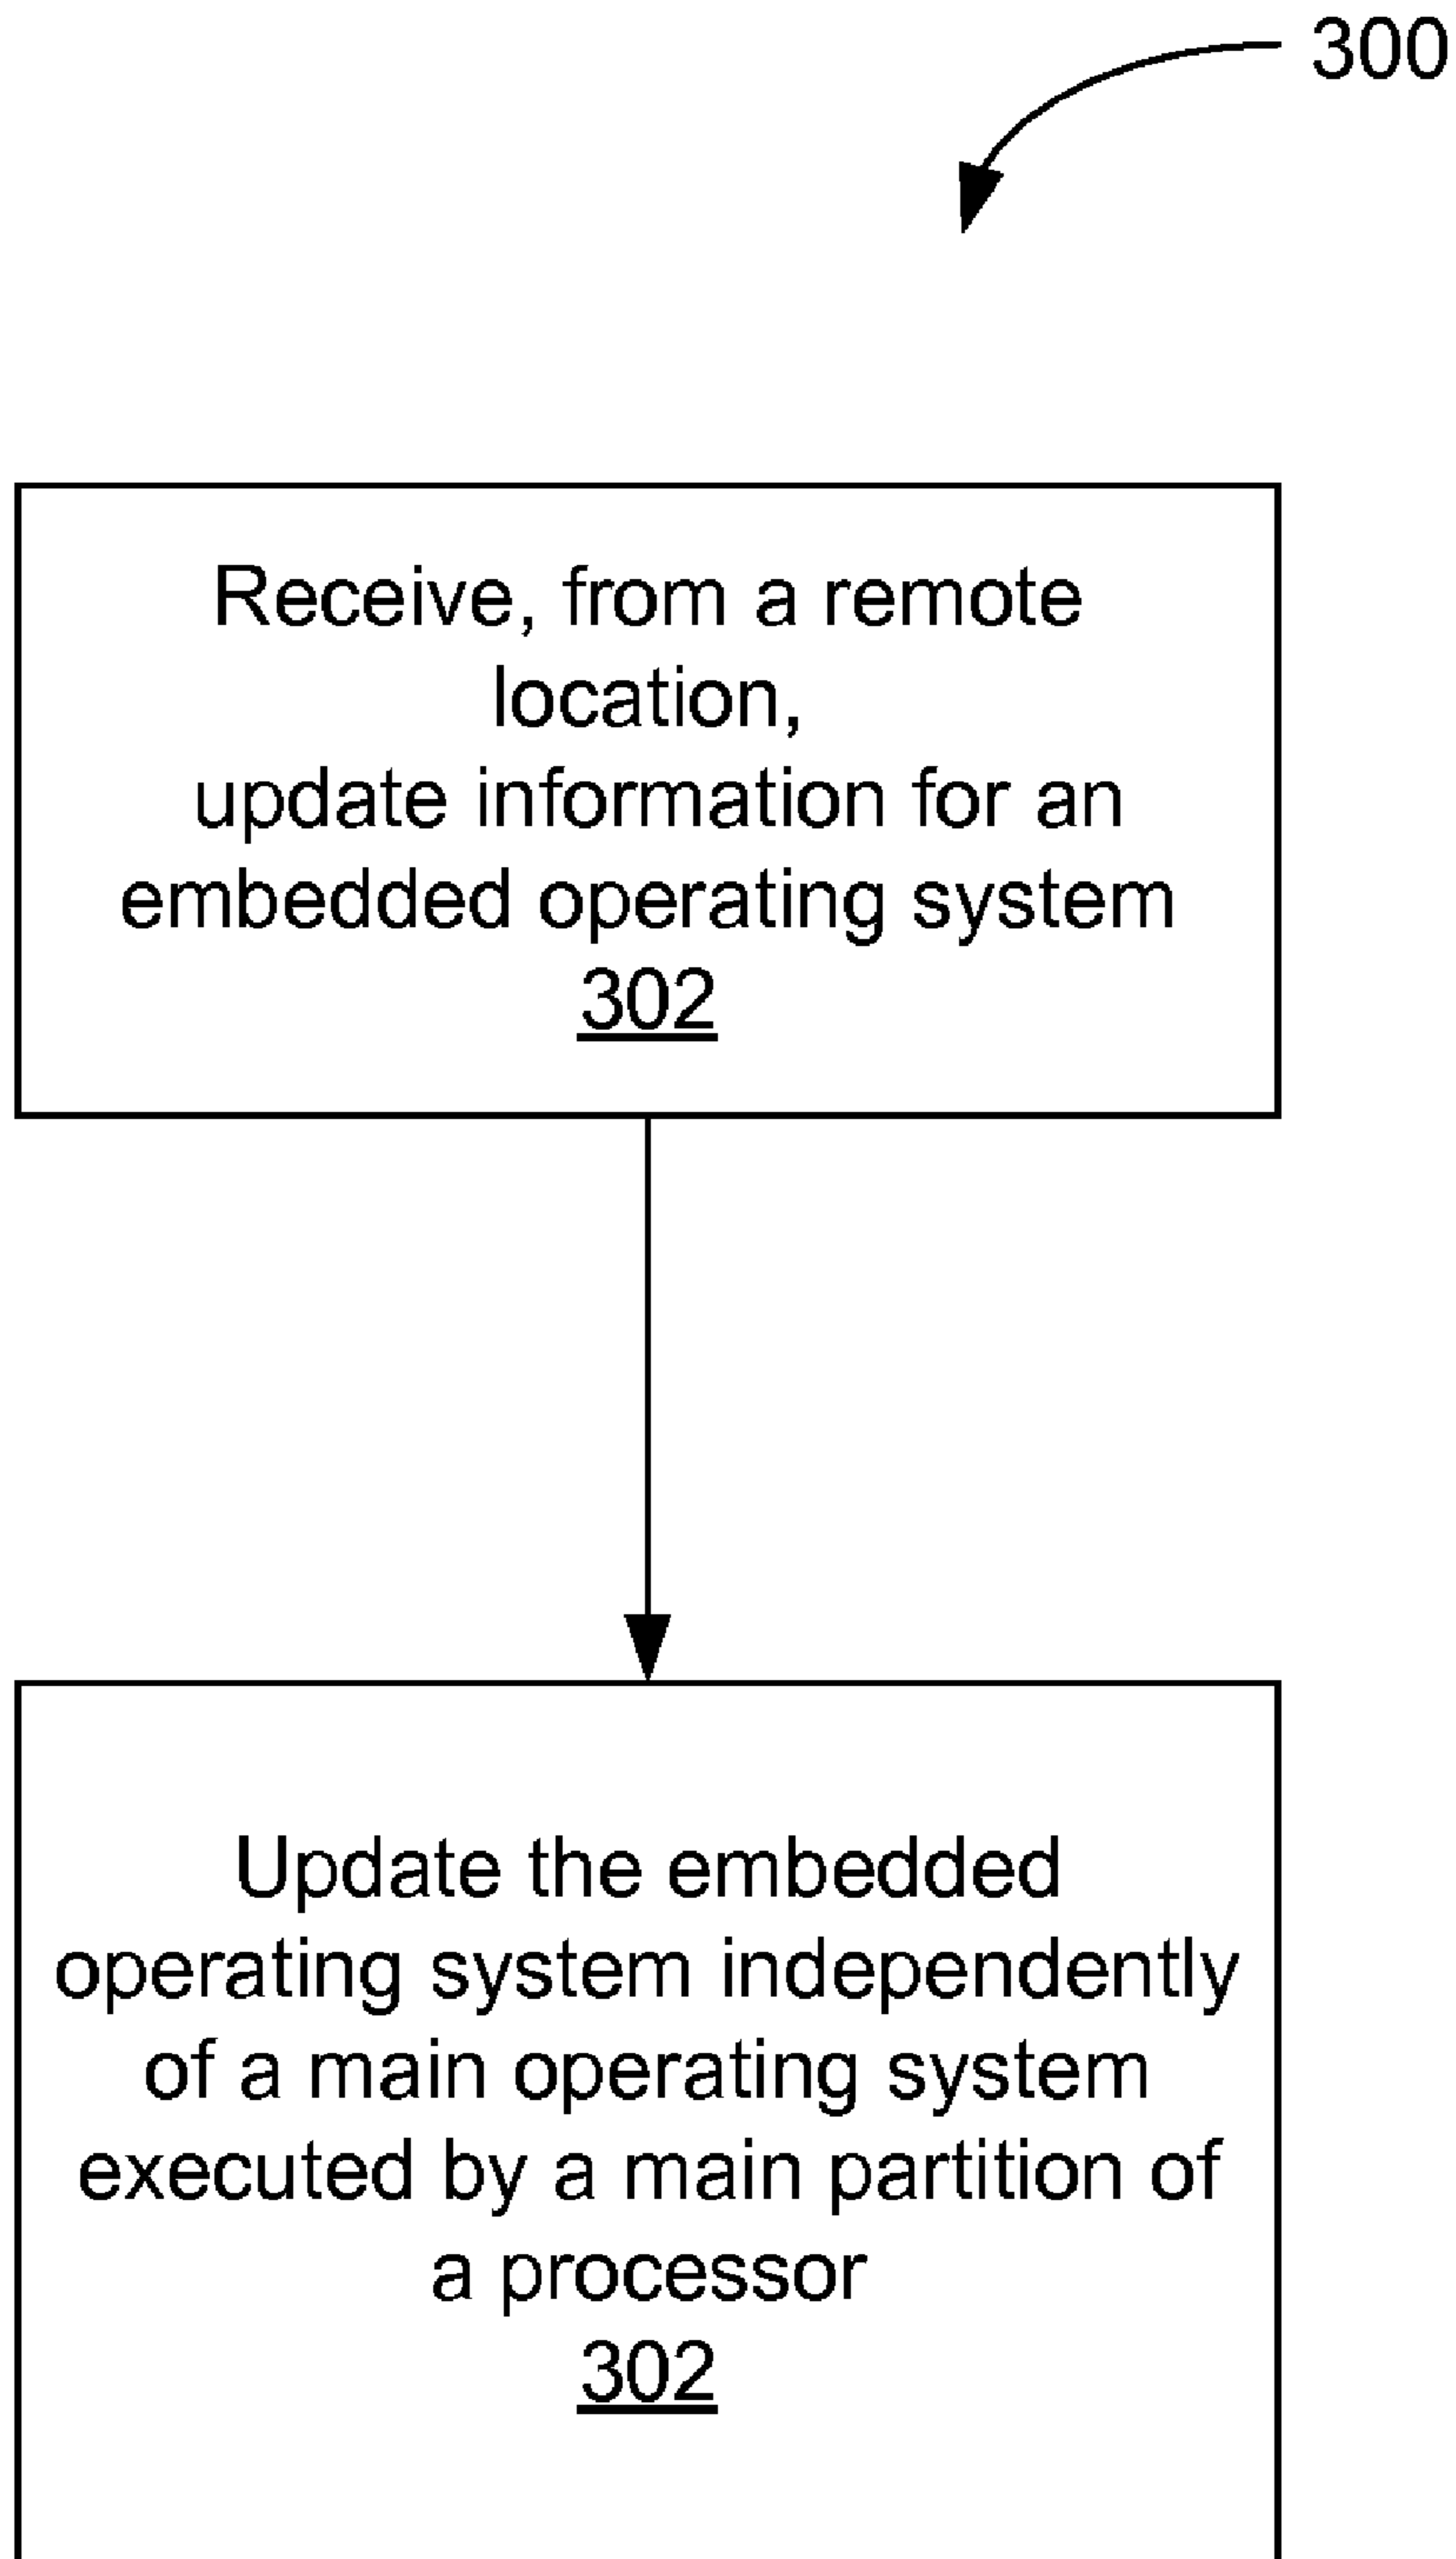 300
Receive, from a remote
location,
update information for an
embedded operating system
302
Update the embedded
operating system independently
of a main operating system
executed by a main partition of
a processor
302